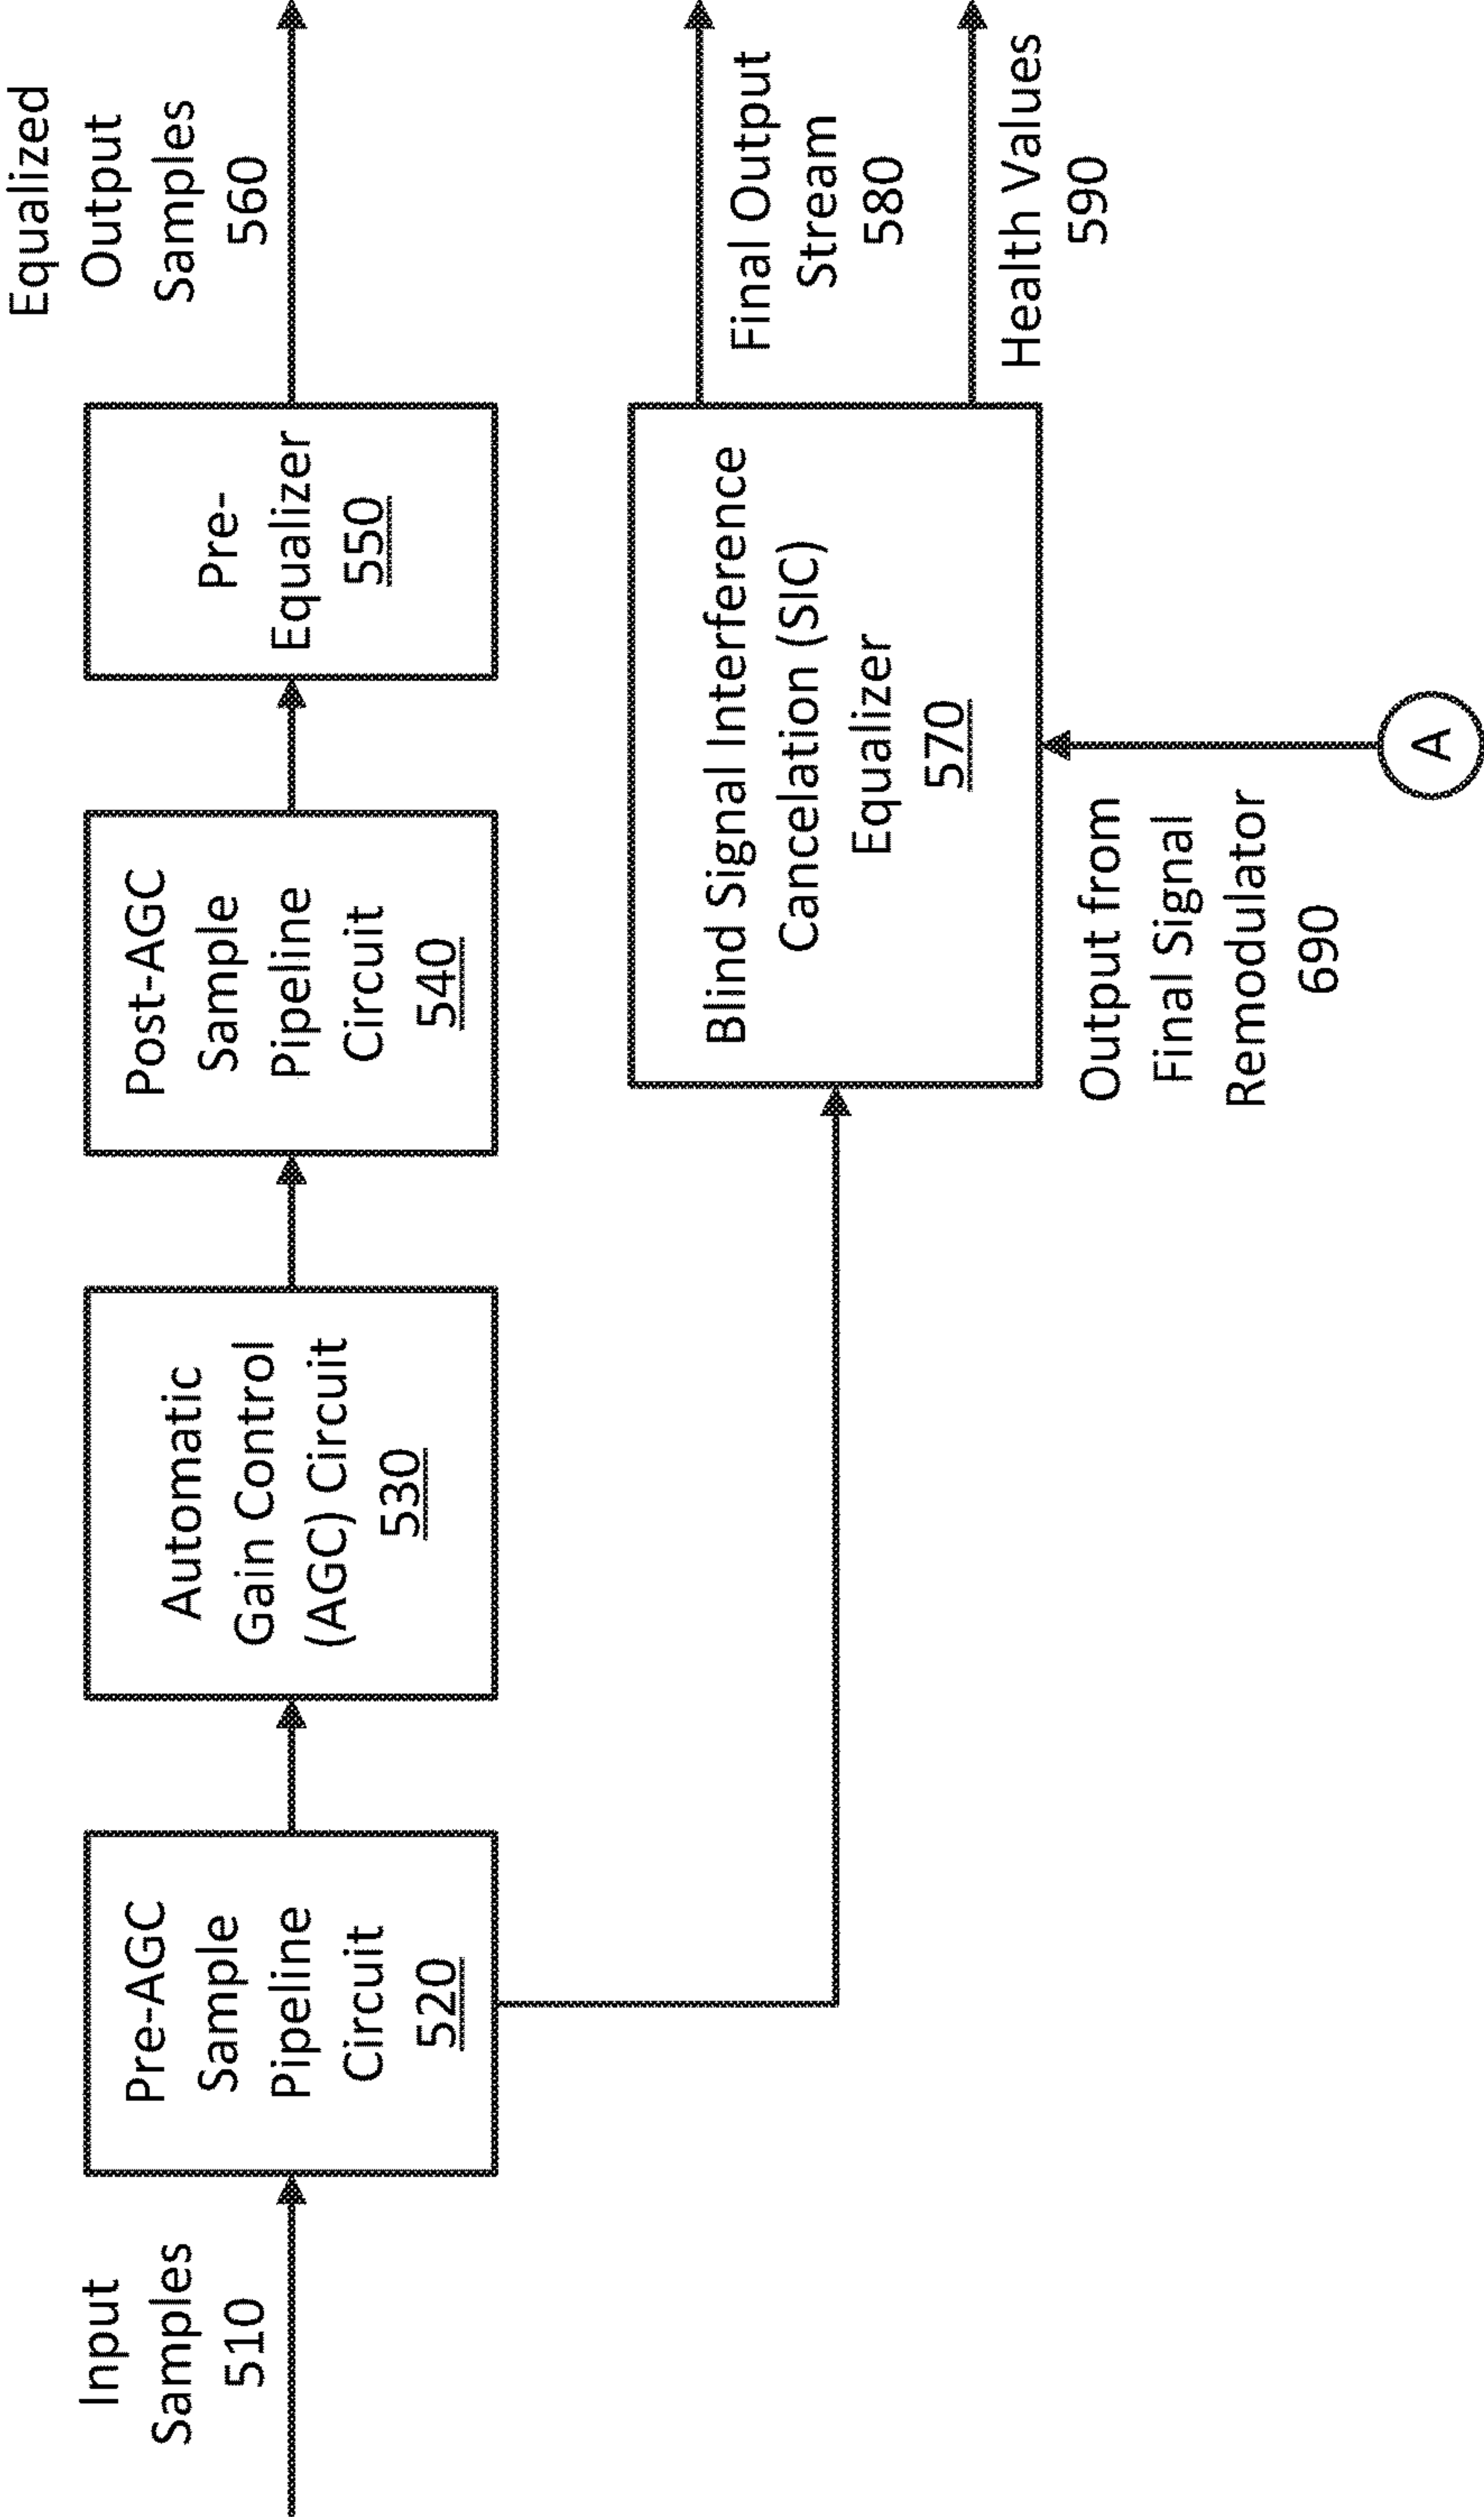 Input
Samples
510
Pre-AGC
Sample
Pipeline
Circuit
520
Automatic
Gain Control
(AGC) Circuit
530
Post-AGC
Sample
Pipeline
Circuit
540
Pre-
Equalizer
550
Equalized
Output
Samples
560
Blind Signal Interference
Cancelation (SIC)
Equalizer
570
Final Output
Stream
580
Health Values
590
Output from
Final Signal
Remodulator
690
A